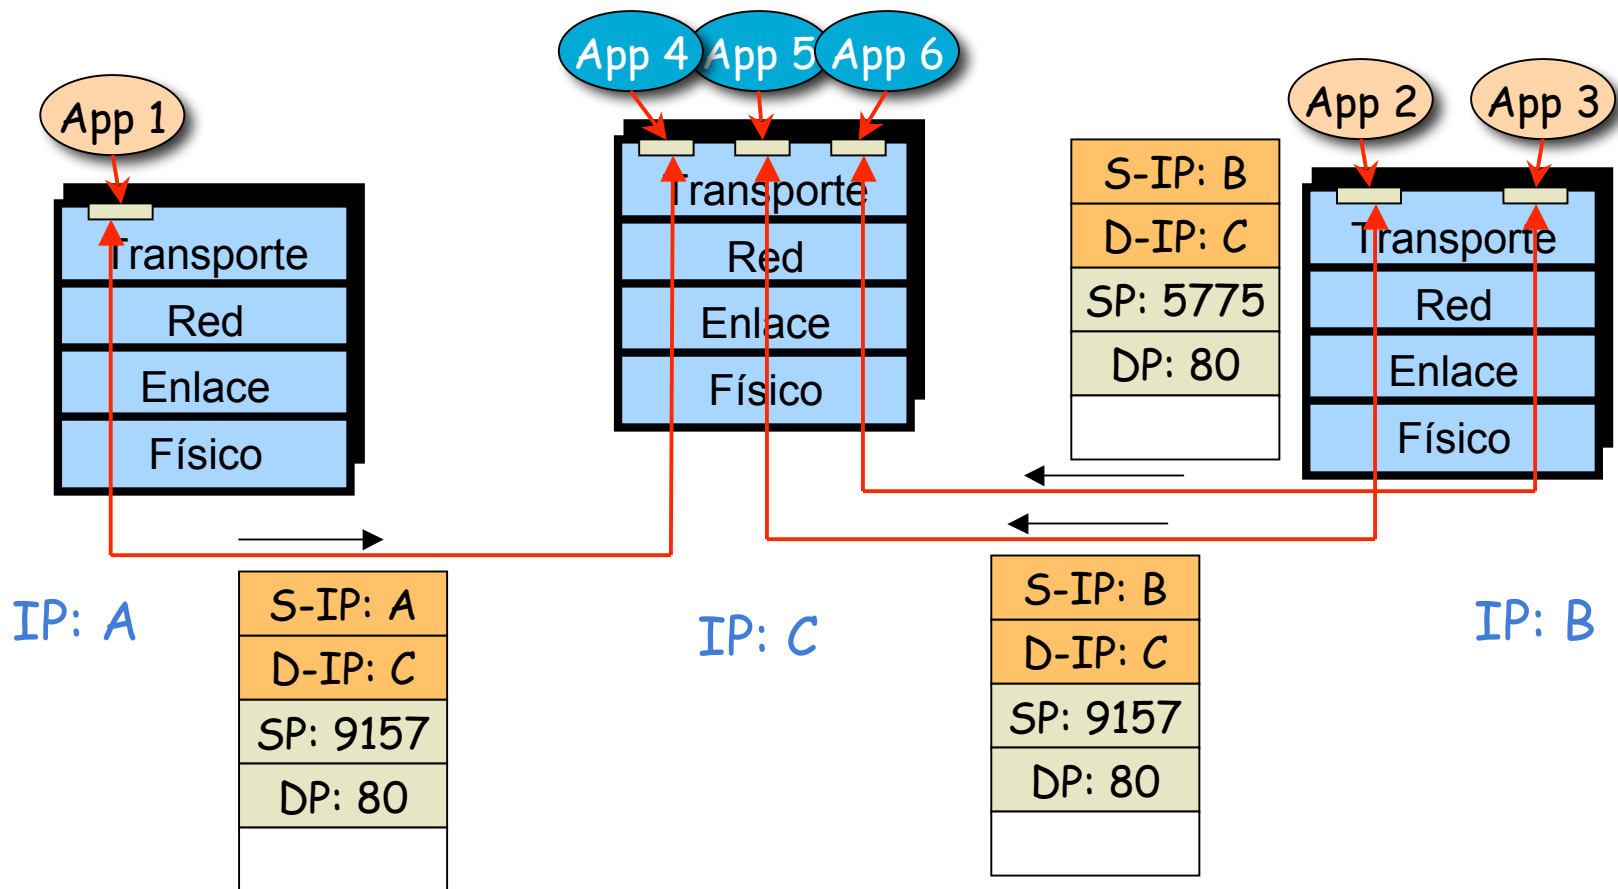 App 1
Transporte
Red
Enlace
Físico
IP: A
S-IP: A
D-IP: C
SP: 9157
DP: 80
App 4
App 5
App 6
Transporte
Red
Enlace
Físico
IP: C
S-IP: B
D-IP: C
SP: 5775
DP: 80
S-IP: B
D-IP: C
SP: 9157
DP: 80
App 2
App 3
Transporte
Red
Enlace
Físico
IP: B